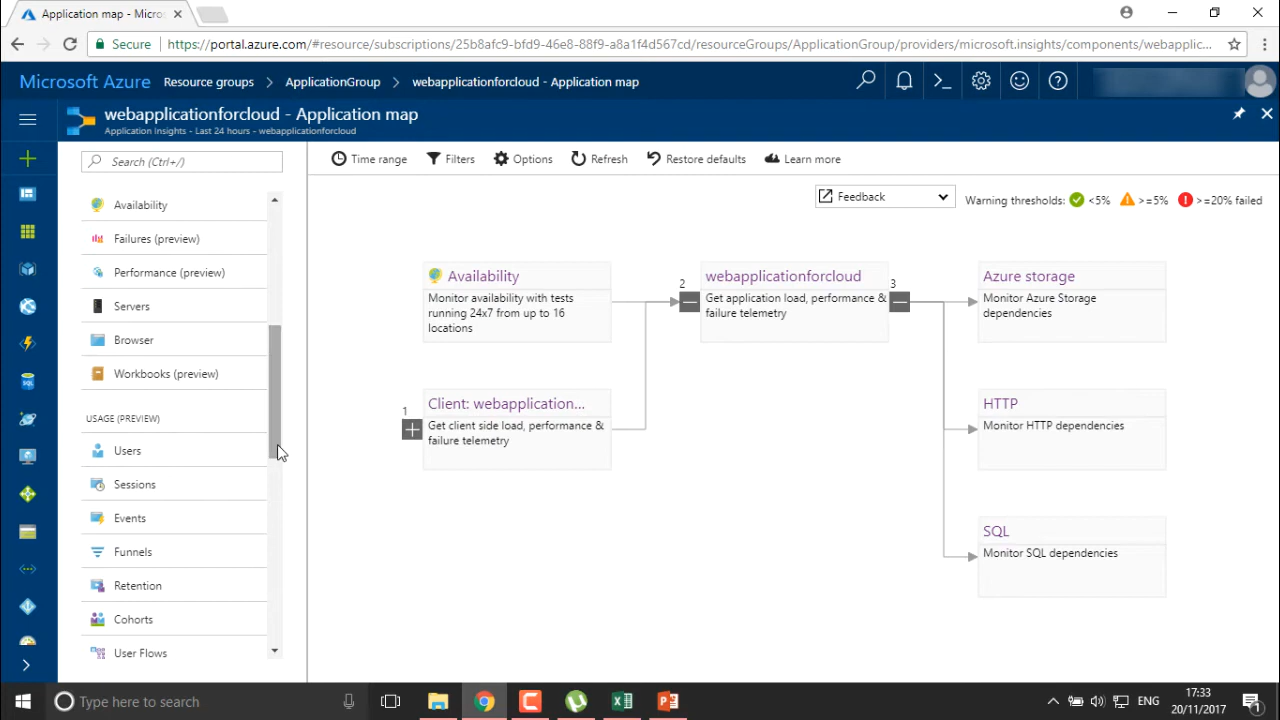 Application map - Micros
Secure
https://portal.azure.com/#resource/subscriptions/25b8afc9-bfd9-46e8-88f9-a8a1f4d567cd/resourceGroups/ApplicationGroup/providers/microsoft.insights/components/webapplic...
Microsoft Azure
Resource groups
ApplicationGroup
webapplicationforcloud - Application map
webapplicationforcloud - Application map
Application Insights - Last 24 hours - webapplicationforcloud
Search (Ctrl+/)
Time range
Filters
Options
Refresh
Restore defaults
Learn more
Availability
Failures (preview)
Performance (preview)
Servers
Browser
Workbooks (preview)
USAGE (PREVIEW)
Users
Sessions
Events
Funnels
Retention
Cohorts
User Flows
Feedback
Warning thresholds: <5% >=5% >=20% failed
Availability
Monitor availability with tests
running 24x7 from up to 16
locations
2
webapplicationforcloud
3
Get application load, performance &
failure telemetry
Azure storage
Monitor Azure Storage
dependencies
1
Client: webapplication...
Get client side load, performance &
failure telemetry
HTTP
Monitor HTTP dependencies
SQL
Monitor SQL dependencies
SQL
Type here to search
ENG
17:33
20/11/2017
1